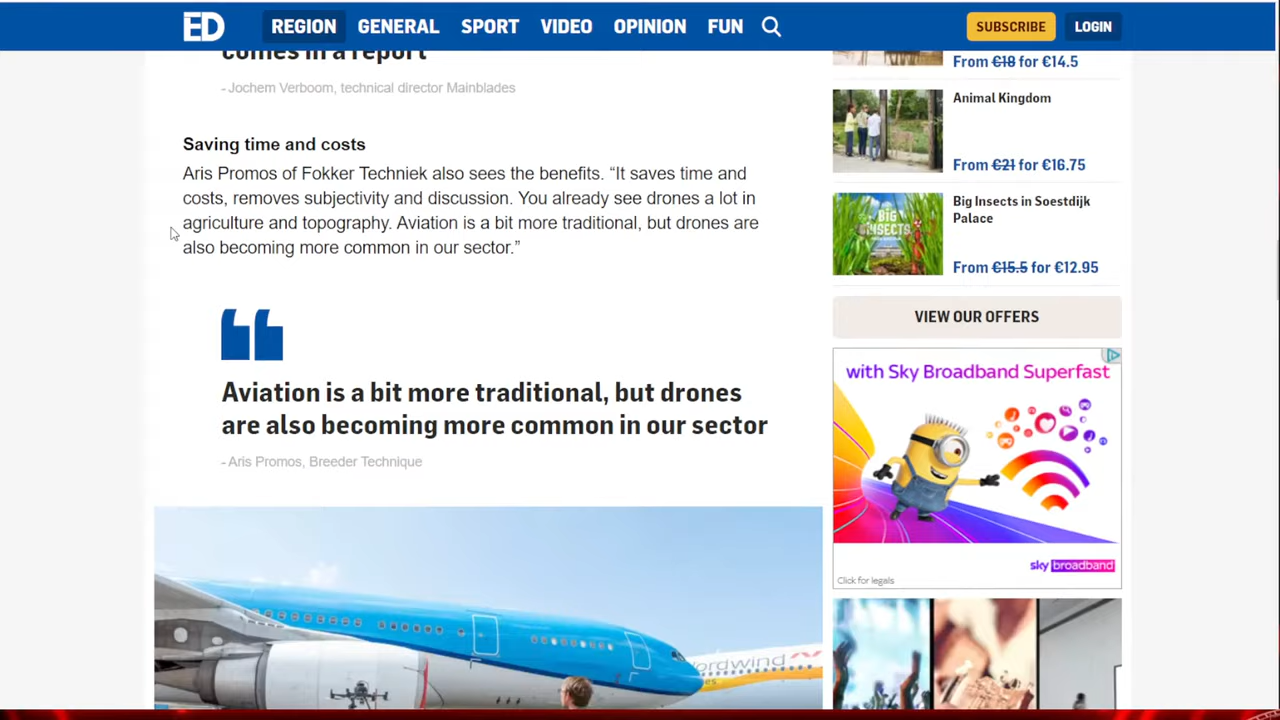 ED
REGION GENERAL SPORT VIDEO OPINION FUN
SUBSCRIBE LOGIN
comes in a report
- Jochem Verboom, technical director Mainblades
Saving time and costs
Aris Promos of Fokker Techniek also sees the benefits. “It saves time and
costs, removes subjectivity and discussion. You already see drones a lot in
agriculture and topography. Aviation is a bit more traditional, but drones are
also becoming more common in our sector.”
Aviation is a bit more traditional, but drones
are also becoming more common in our sector
- Aris Promos, Breeder Technique
From €18 for €14.5
Animal Kingdom
From €21 for €16.75
BIG
INSECTS
Big Insects in Soestdijk
Palace
From €15.5 for €12.95
VIEW OUR OFFERS
with Sky Broadband Superfast
sky broadband
Click for legals
ordwind